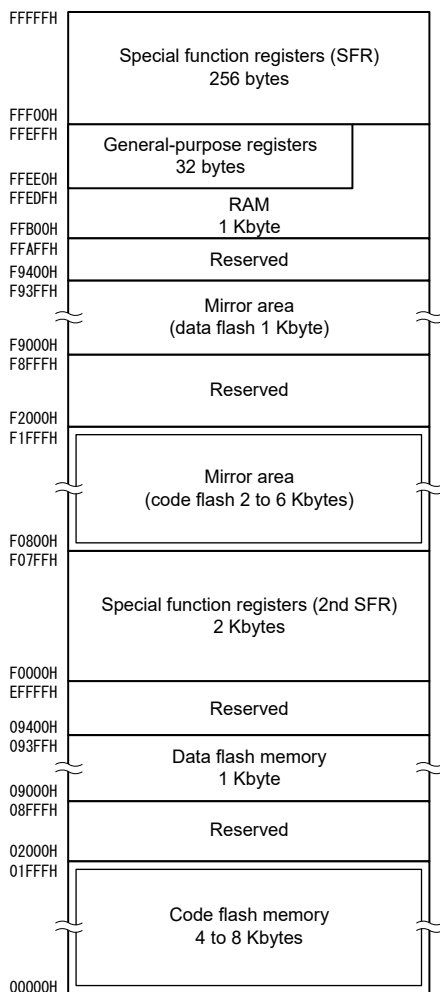 FFFFFH
Special function registers (SFR)
256 bytes
FFF00H
FFEFFH
General-purpose registers
32 bytes
FFEE0H
FFEDFH
RAM
1 Kbyte
FFB00H
FFAFFH
Reserved
F9400H
F93FFH
Mirror area
(data flash 1 Kbyte)
F9000H
F8FFFH
Reserved
F2000H
F1FFFH
Mirror area
(code flash 2 to 6 Kbytes)
F0800H
F07FFH
Special function registers (2nd SFR)
2 Kbytes
F0000H
EFFFFH
Reserved
09400H
093FFH
Data flash memory
1 Kbyte
09000H
08FFFH
Reserved
02000H
01FFFH
Code flash memory
4 to 8 Kbytes
00000H